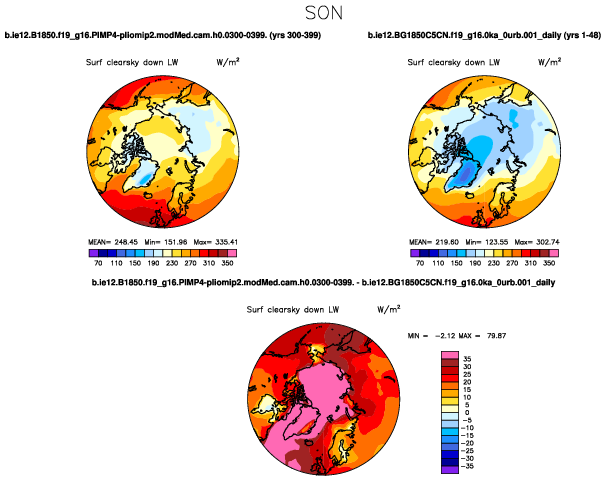 SON
b.ie12.B1850.f19_g16.PIMP4-pliomip2.modMed.cam.h0.0300-0399. (yrs 300-399)
b.ie12.BG1850C5CN.f19_g16.0ka_0urb.001_daily (yrs 1-48)
Surf clearsky down LW W/m²
Surf clearsky down LW W/m²
MEAN= 248.45 Min= 151.96 Max= 335.41
MEAN= 219.60 Min= 123.55 Max= 302.74
70 110 150 190 230 270 310 350
70 110 150 190 230 270 310 350
b.ie12.B1850.f19_g16.PIMP4-pliomip2.modMed.cam.h0.0300-0399. - b.ie12.BG1850C5CN.f19_g16.0ka_0urb.001_daily
Surf clearsky down LW W/m²
MIN = -2.12 MAX = 79.87
35
30
25
20
15
10
5
0
-5
-10
-15
-20
-25
-30
-35